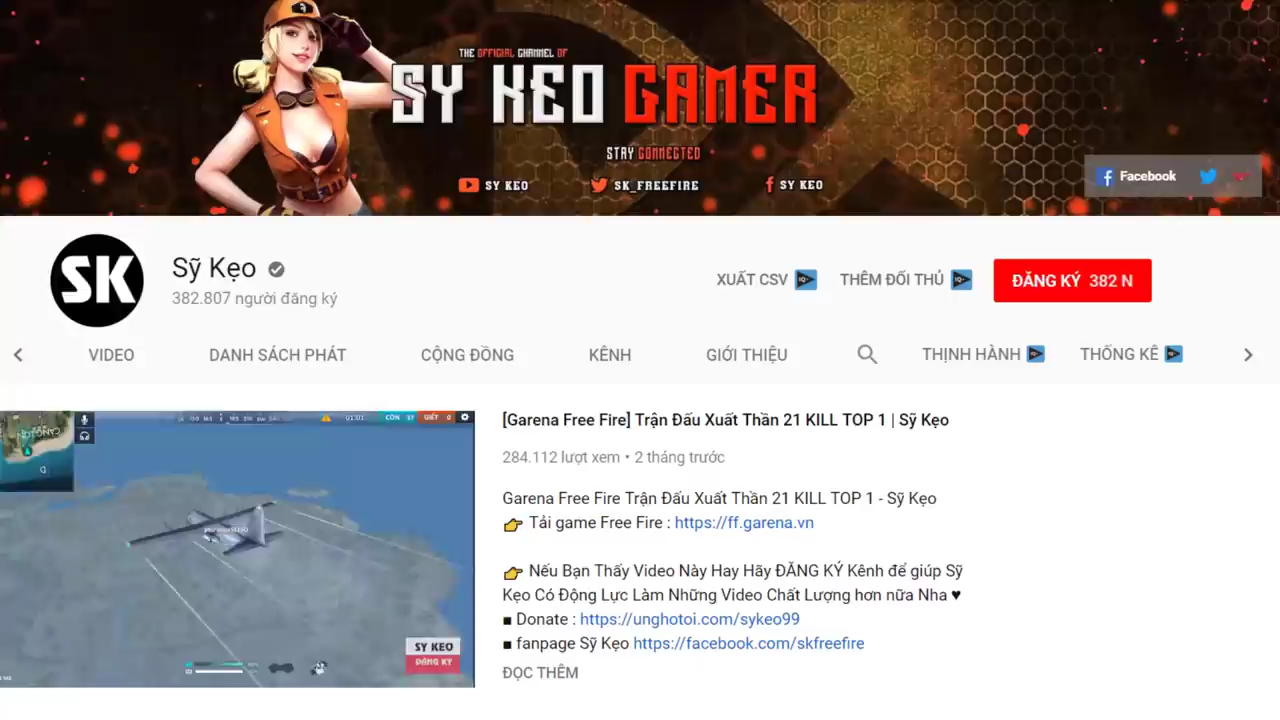 THE OFFICIAL CHANNEL OF
SY KEO GAMER
STAY CONNECTED
SY KEO
SK_FREEFIRE
SY KEO
Facebook
SK
Sỹ Kẹo
382.807 người đăng ký
XUẤT CSV
THÊM ĐỐI THỦ
ĐĂNG KÝ 382 N
VIDEO
DANH SÁCH PHÁT
CỘNG ĐỒNG
KÊNH
GIỚI THIỆU
THỊNH HÀNH
THỐNG KÊ
01:01
CÒN 37
GIẾT 0
SY KEO
ĐĂNG KÝ
[Garena Free Fire] Trận Đấu Xuất Thần 21 KILL TOP 1 | Sỹ Kẹo
284.112 lượt xem • 2 tháng trước
Garena Free Fire Trận Đấu Xuất Thần 21 KILL TOP 1 - Sỹ Kẹo
👉 Tải game Free Fire : https://ff.garena.vn
👉 Nếu Bạn Thấy Video Này Hay Hãy ĐĂNG KÝ Kênh để giúp Sỹ
Kẹo Có Động Lực Làm Những Video Chất Lượng hơn nữa Nha ♥
■ Donate : https://unghotoi.com/sykeo99
■ fanpage Sỹ Kẹo https://facebook.com/skfreefire
ĐỌC THÊM